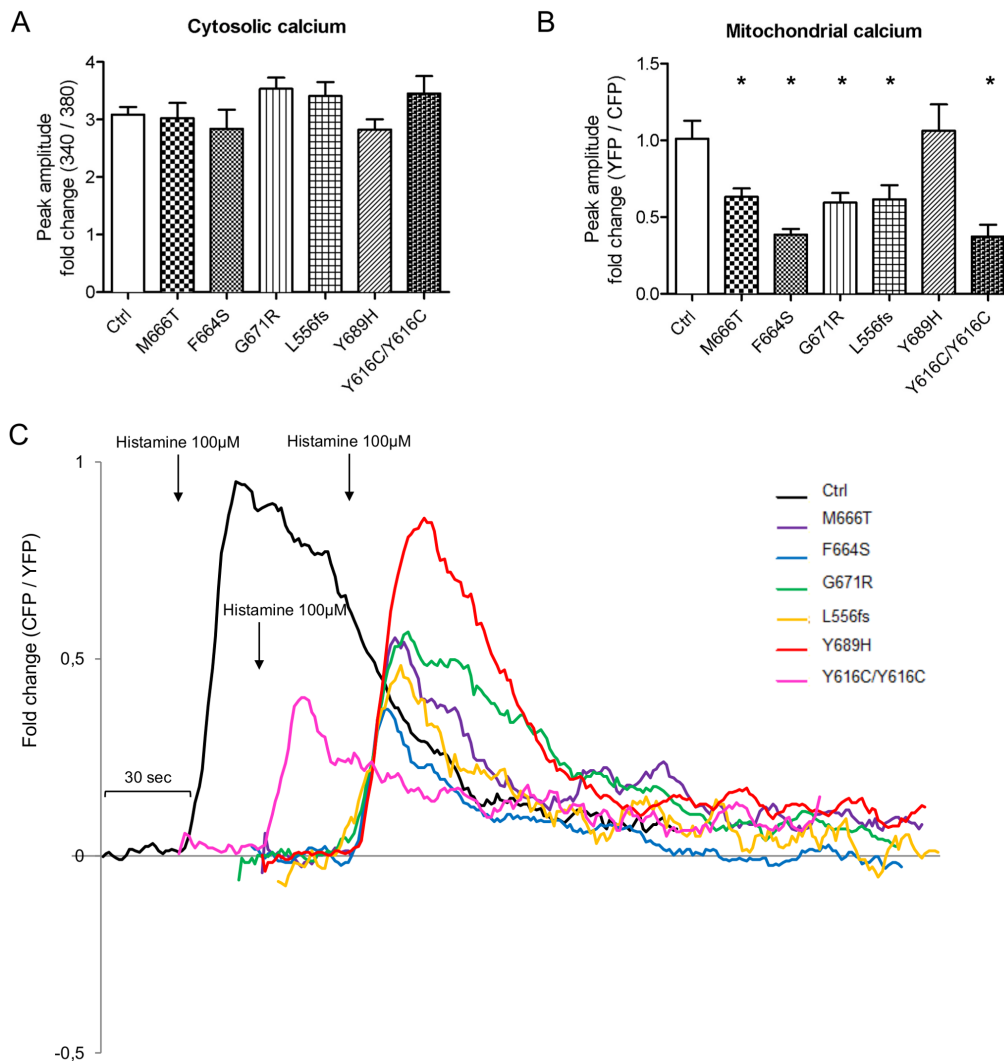 A
Cytosolic calcium
Peak amplitude
fold change (340 / 380)
4
3
2
1
0
Ctrl
M666T
F664S
G671R
L556fs
Y689H
Y616C/Y616C
B
Mitochondrial calcium
Peak amplitude
fold change (YFP / CFP)
1.5
1.0
0.5
0.0
* * * * *
Ctrl
M666T
F664S
G671R
L556fs
Y689H
Y616C/Y616C
C
Histamine 100µM
Histamine 100µM
Histamine 100µM
Fold change (CFP / YFP)
1
0,5
0
-0,5
30 sec
Ctrl
M666T
F664S
G671R
L556fs
Y689H
Y616C/Y616C